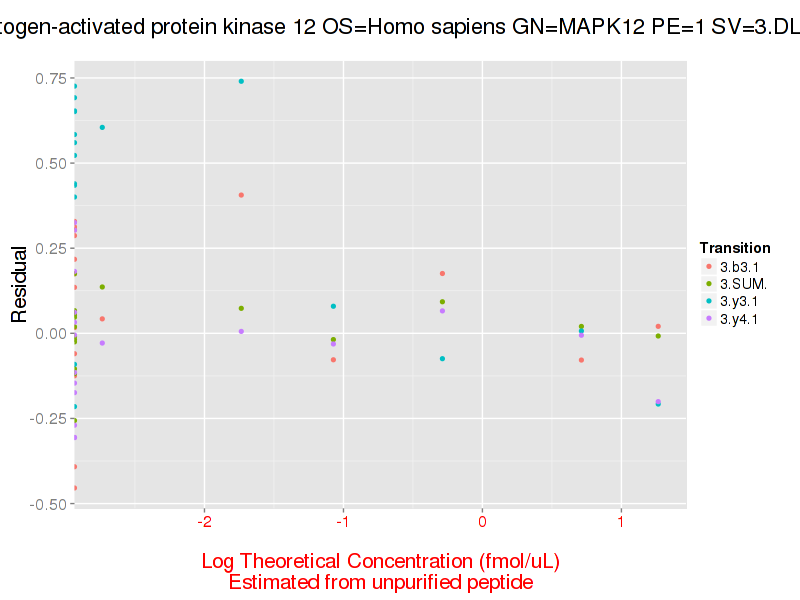 togen-activated protein kinase 12 OS=Homo sapiens GN=MAPK12 PE=1 SV=3.DL
Residual
0.75
0.50
0.25
0.00
-0.25
-0.50
-2 -1 0 1
Log Theoretical Concentration (fmol/uL)
Estimated from unpurified peptide
Transition
3.b3.1
3.SUM.
3.y3.1
3.y4.1